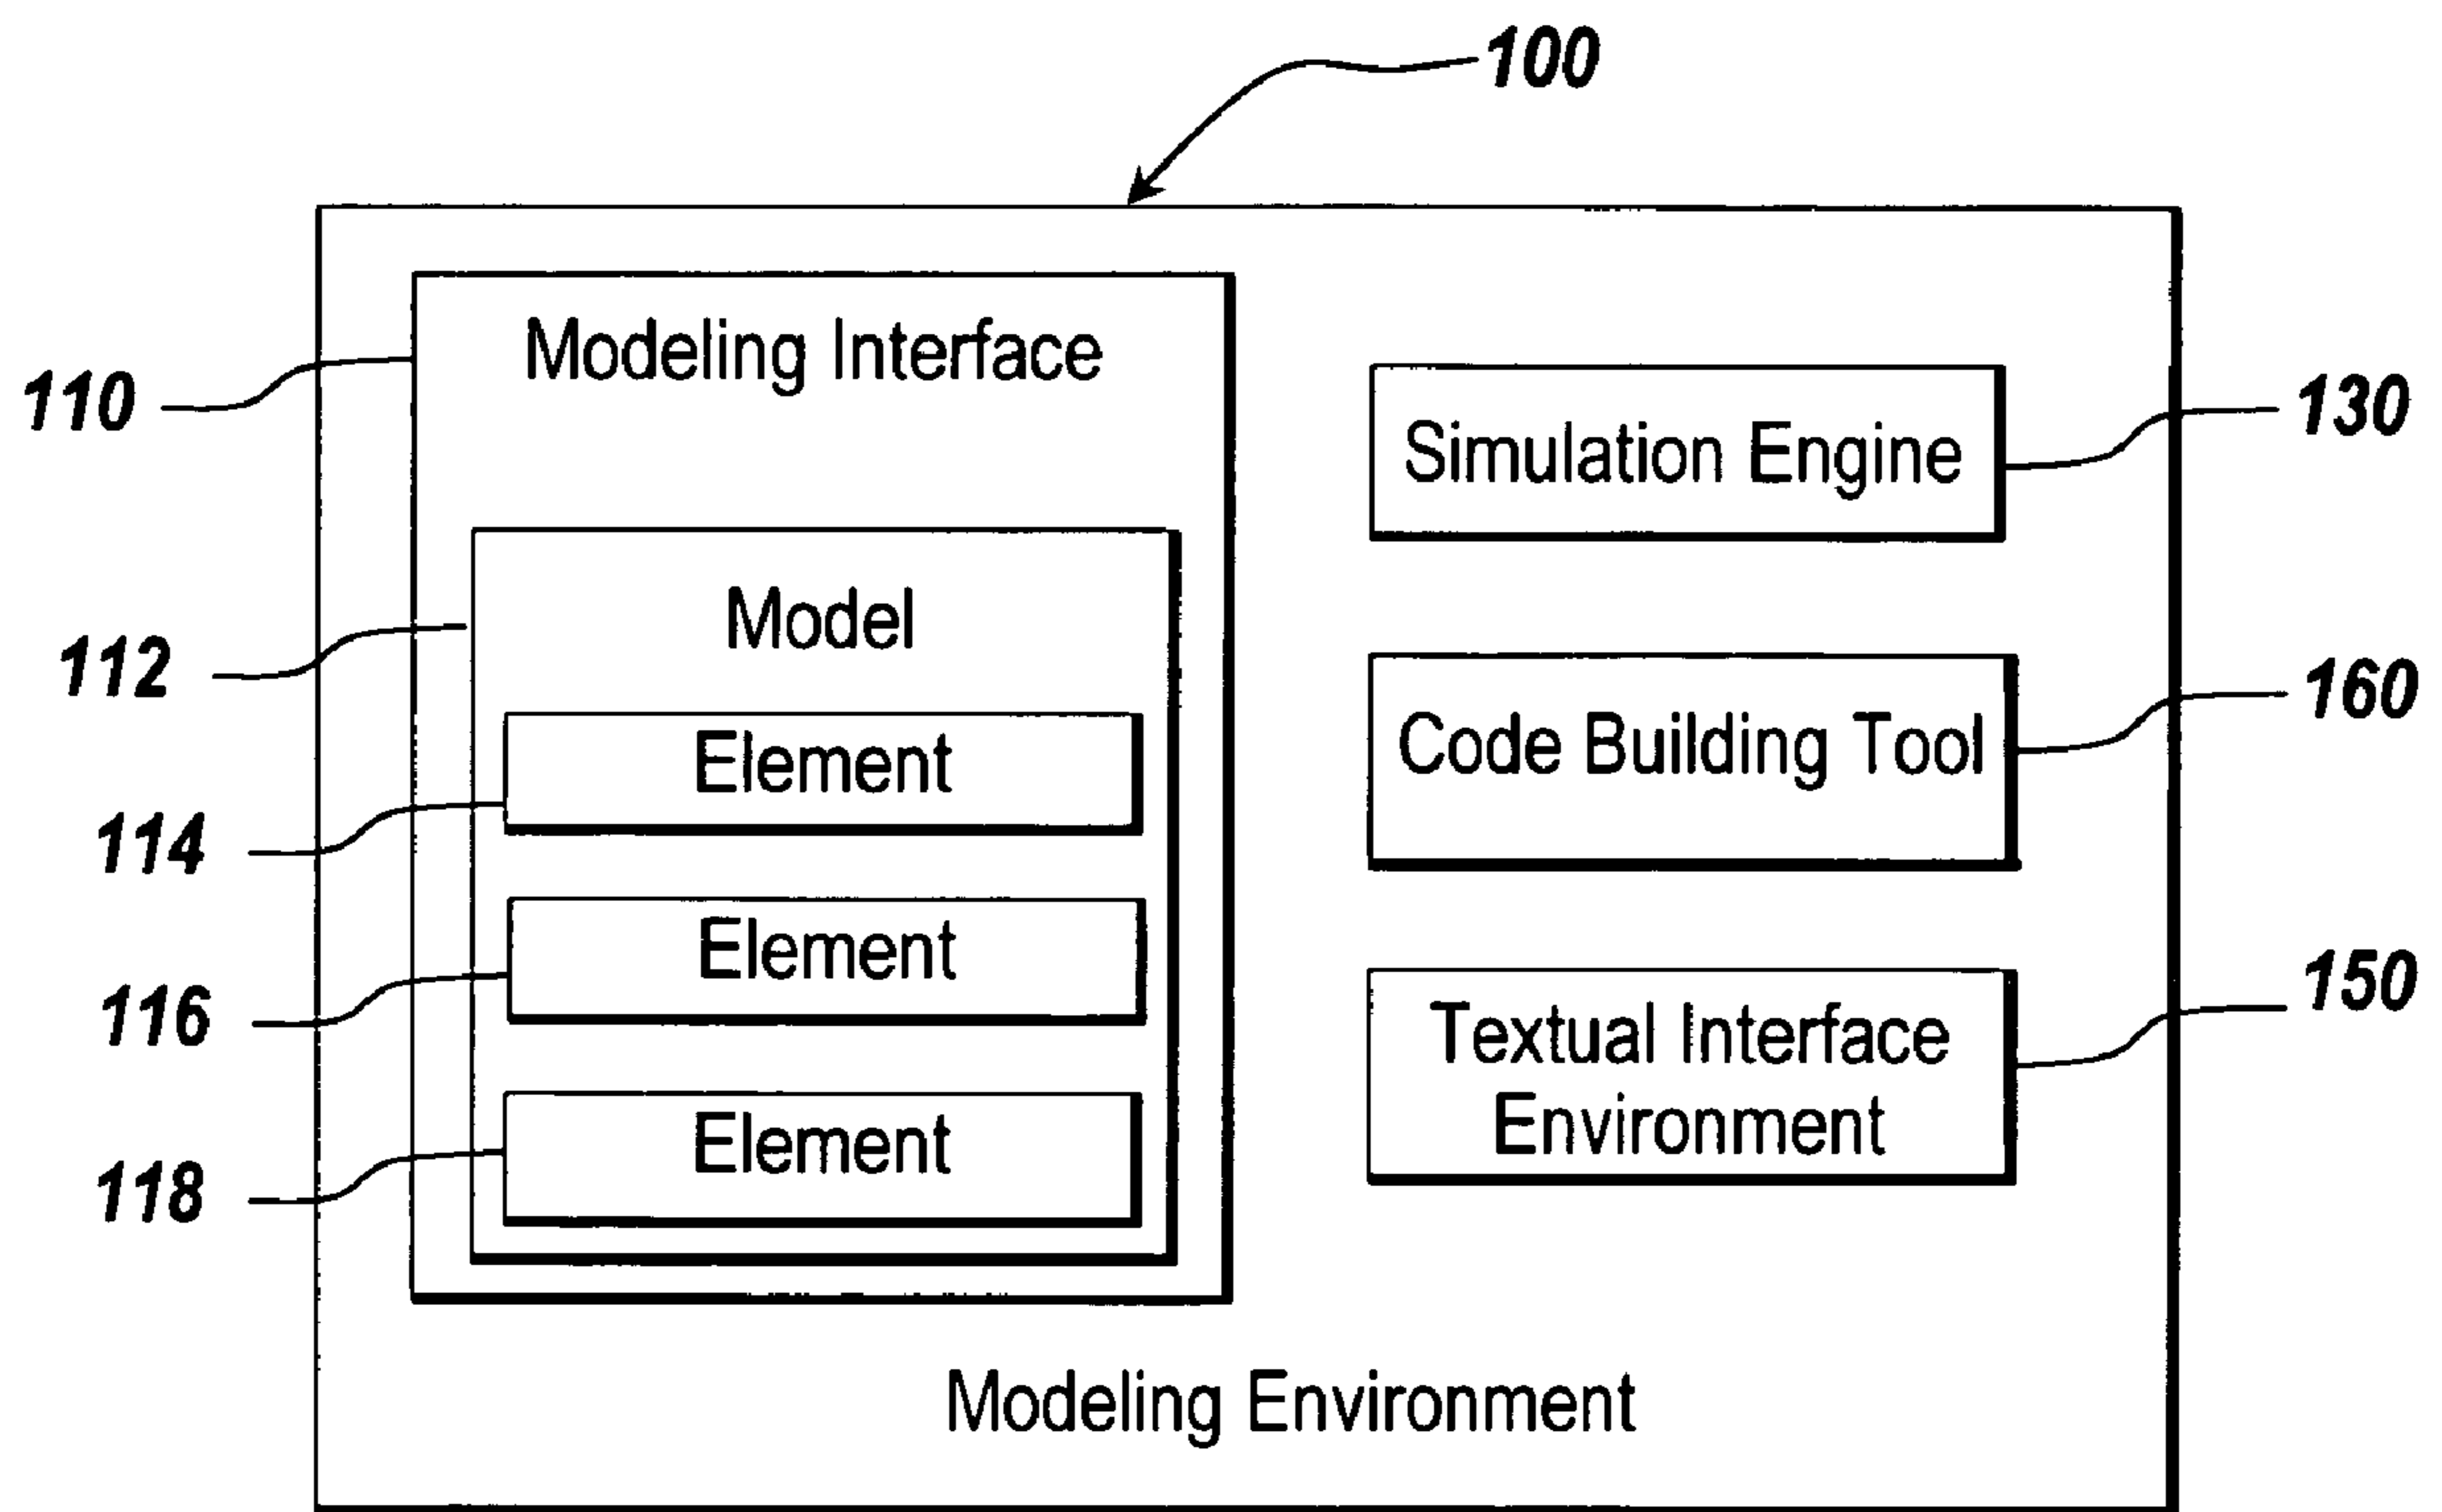 100
Modeling Interface
110
Simulation Engine
130
Model
112
Code Building Tool
160
Element
114
Element
116
Textual Interface
Environment
150
Element
118
Modeling Environment